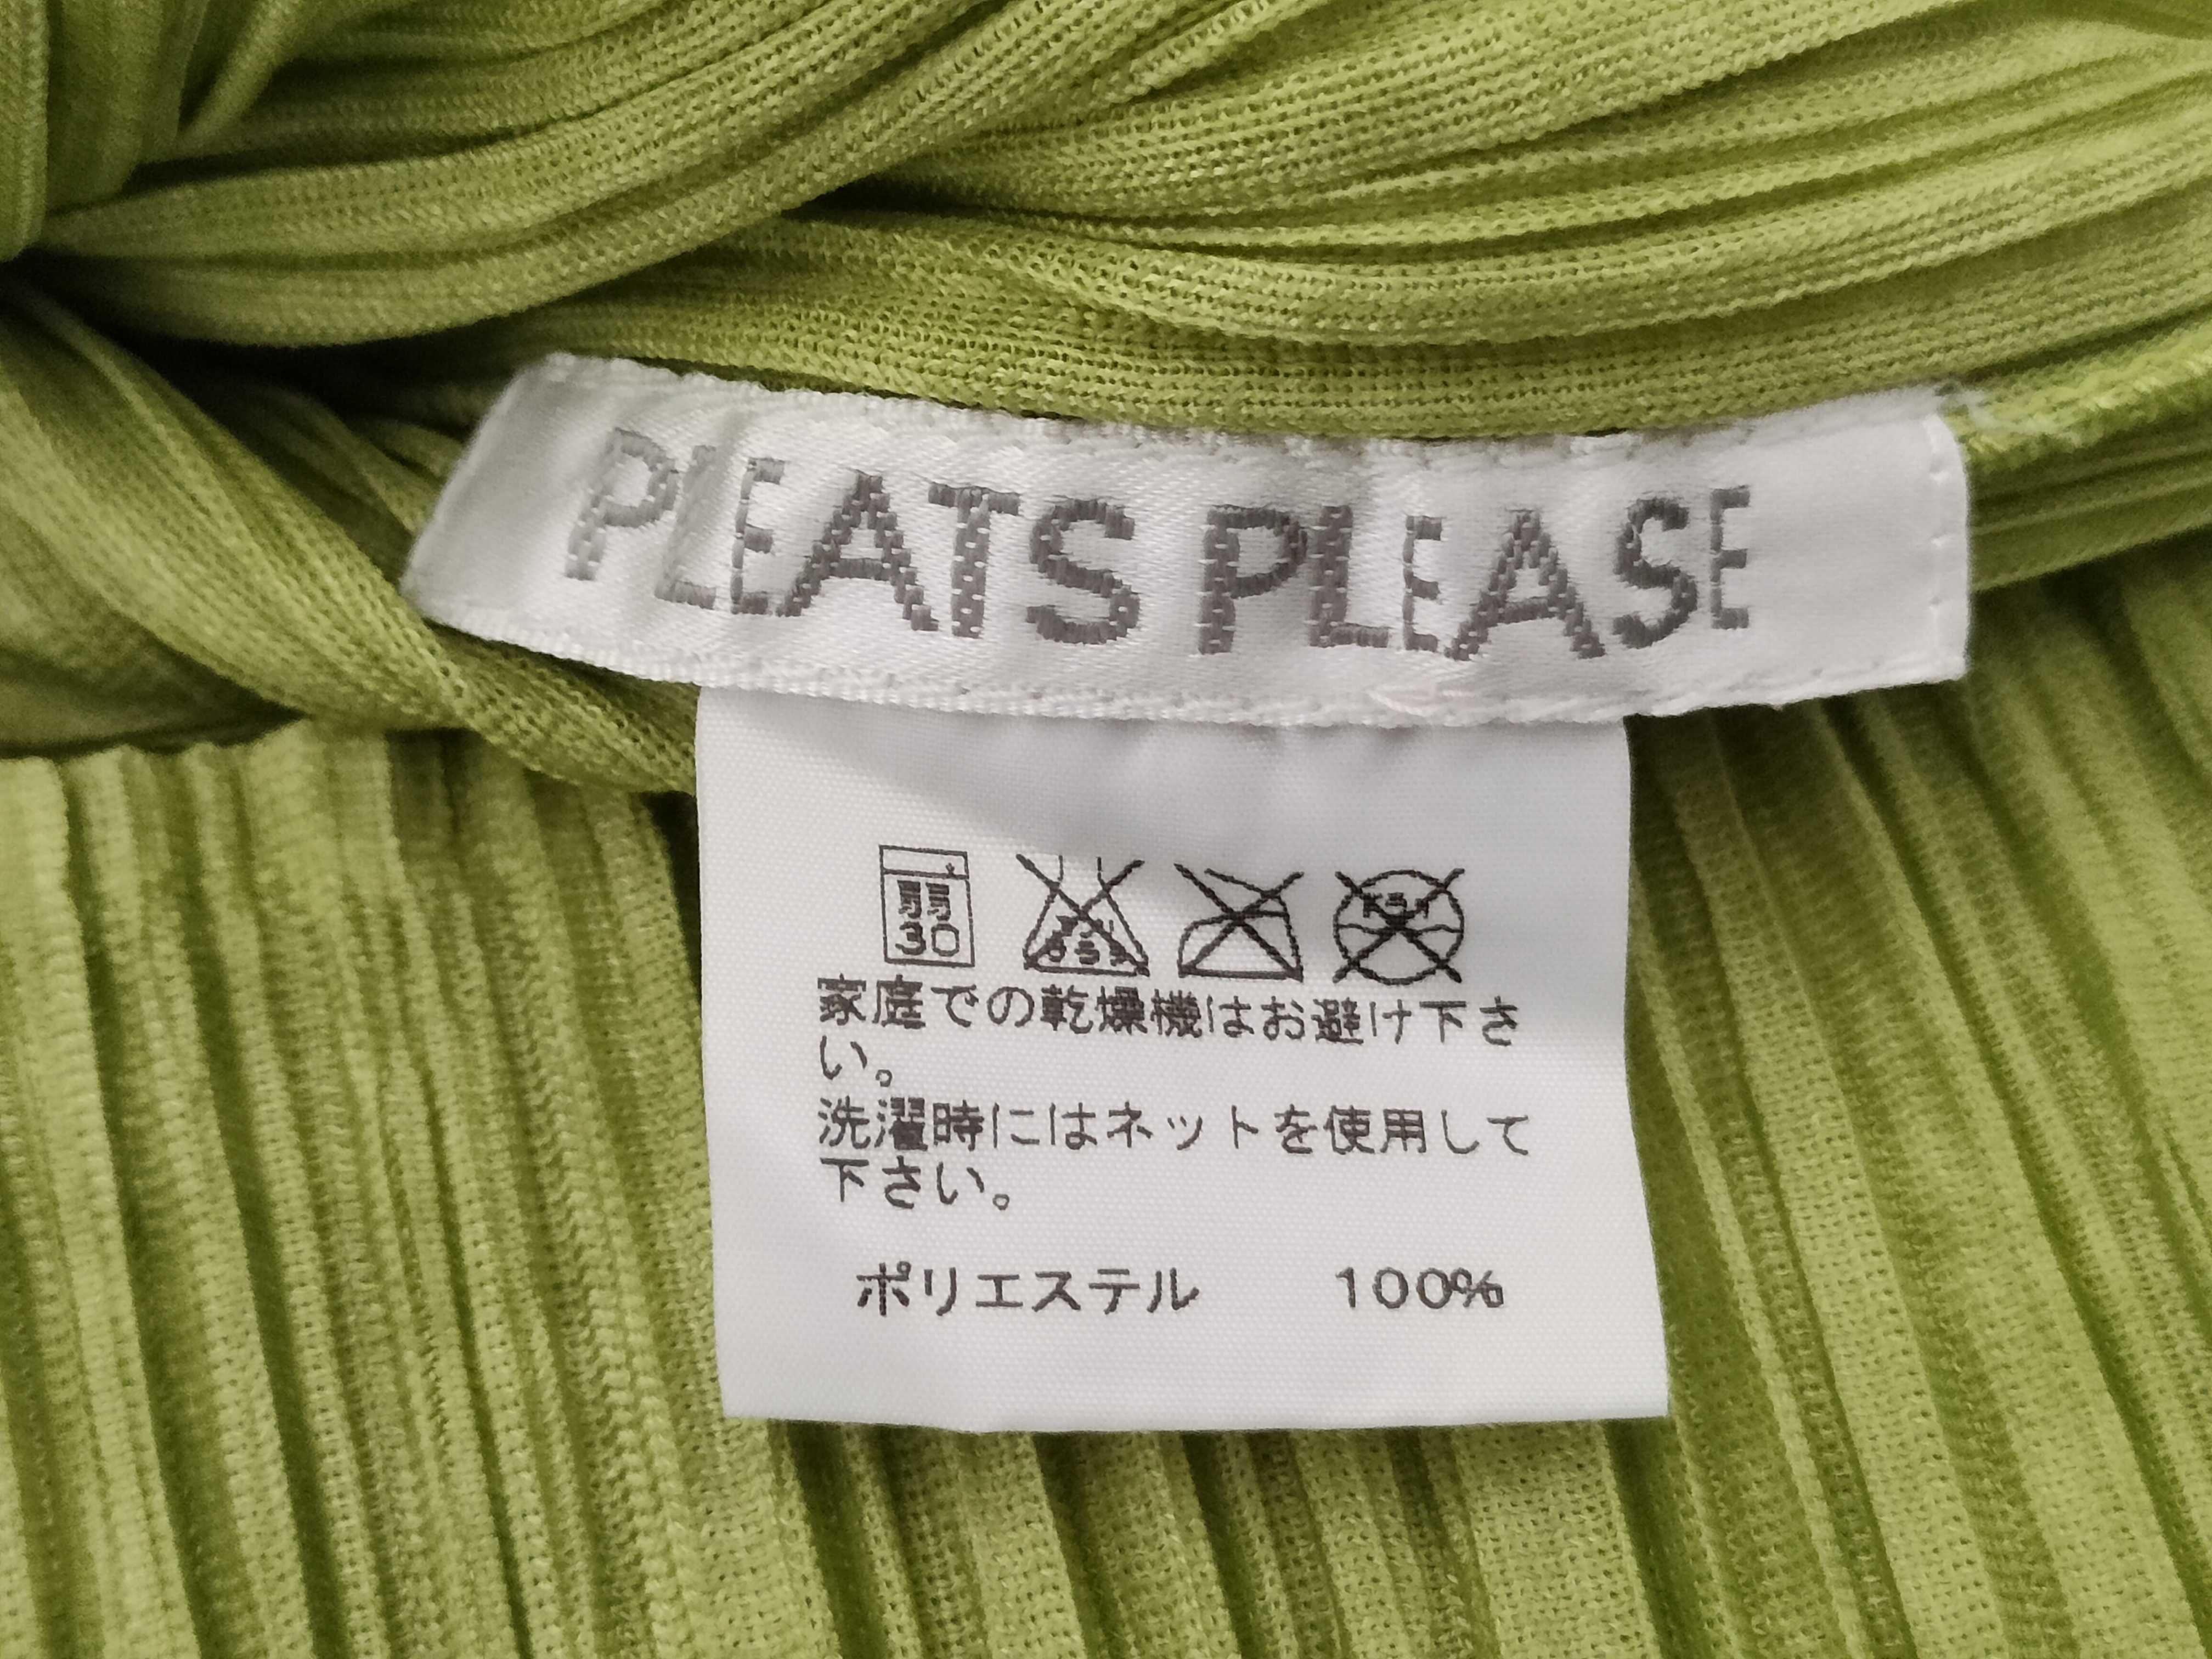 PLEATS PLEASE
弱
30
家庭での乾燥機はお避け下さ
い。
洗濯時にはネットを使用して
下さい。
ポリエステル 100%